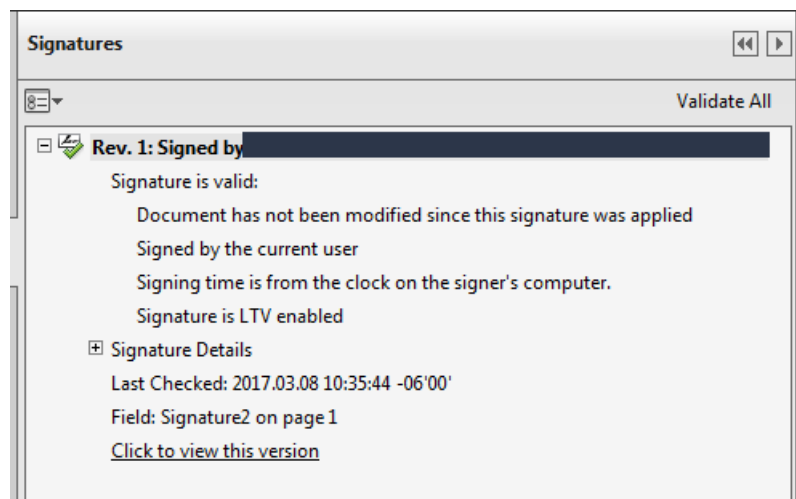 Signatures
Validate All
Rev. 1: Signed by
Signature is valid:
Document has not been modified since this signature was applied
Signed by the current user
Signing time is from the clock on the signer's computer.
Signature is LTV enabled
Signature Details
Last Checked: 2017.03.08 10:35:44 -06'00'
Field: Signature2 on page 1
Click to view this version